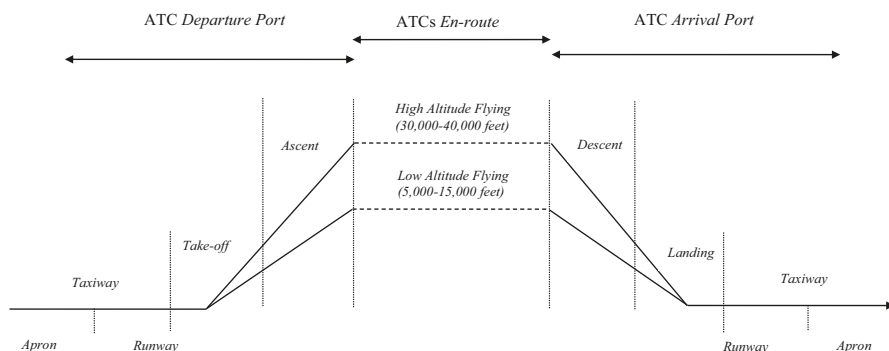 ATC Departure Port
ATCs En-route
ATC Arrival Port
High Altitude Flying
(30,000-40,000 feet)
Ascent
Descent
Low Altitude Flying
(5,000-15,000 feet)
Take-off
Landing
Taxiway
Taxiway
Apron
Runway
Runway
Apron